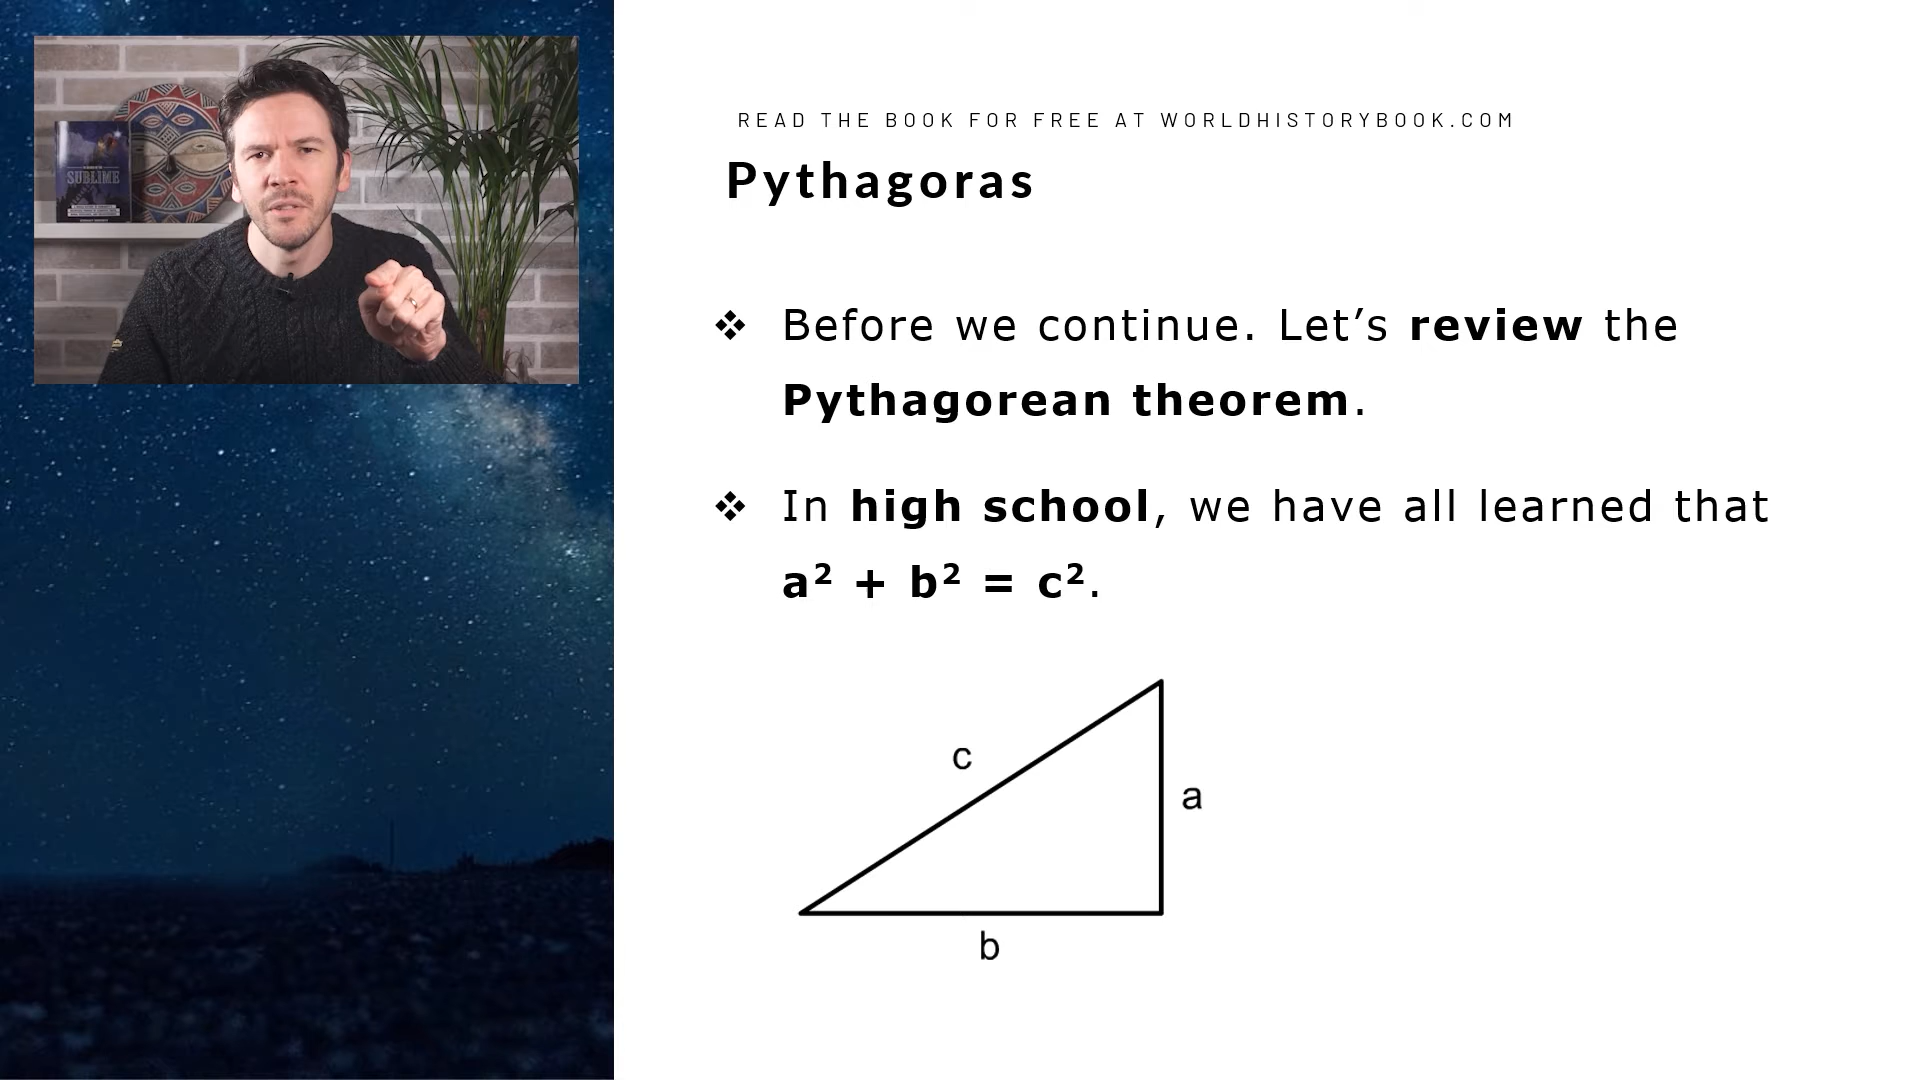 READ THE BOOK FOR FREE AT WORLDHISTORYBOOK.COM
Pythagoras
❖ Before we continue. Let’s review the
Pythagorean theorem.
❖ In high school, we have all learned that
a² + b² = c².
c
a
b
SUBLIME